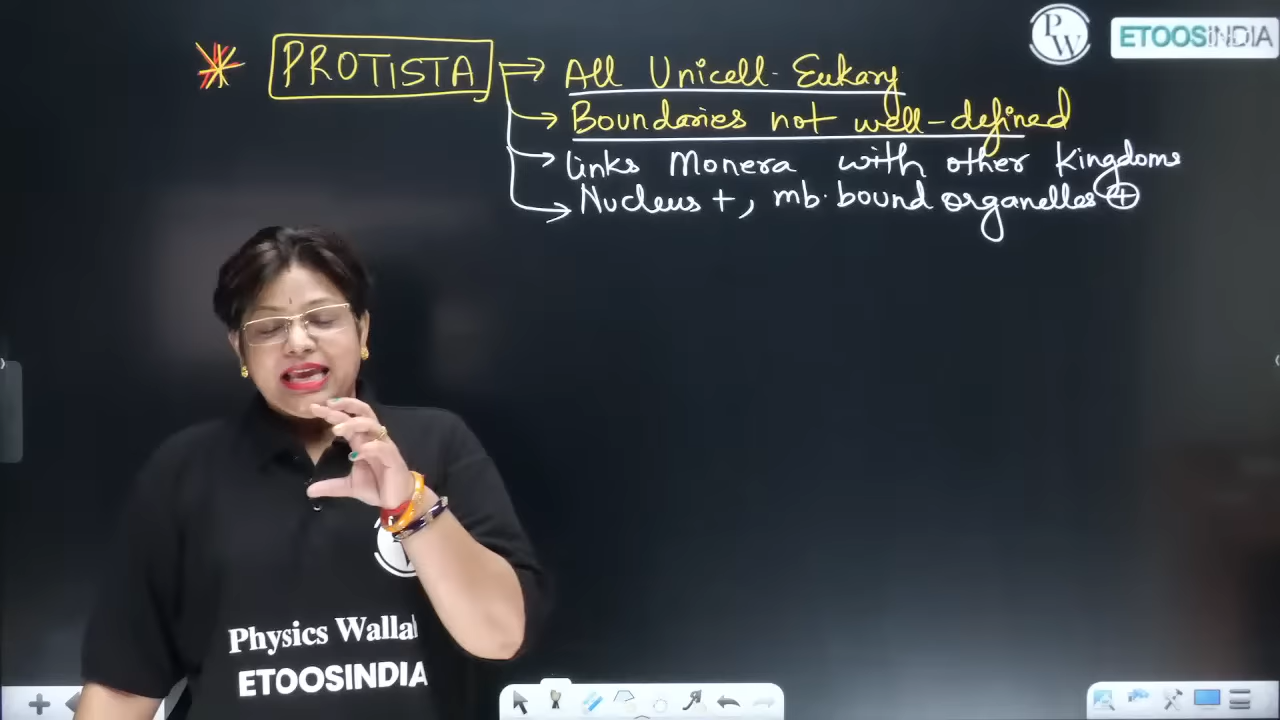 PW
ETOOSINDIA
PROTISTA
All Unicell. Eukary
Boundaries not well-defined
links Monera with other kingdoms
Nucleus +, mb. bound organelles +
Physics Wallah
ETOOSINDIA